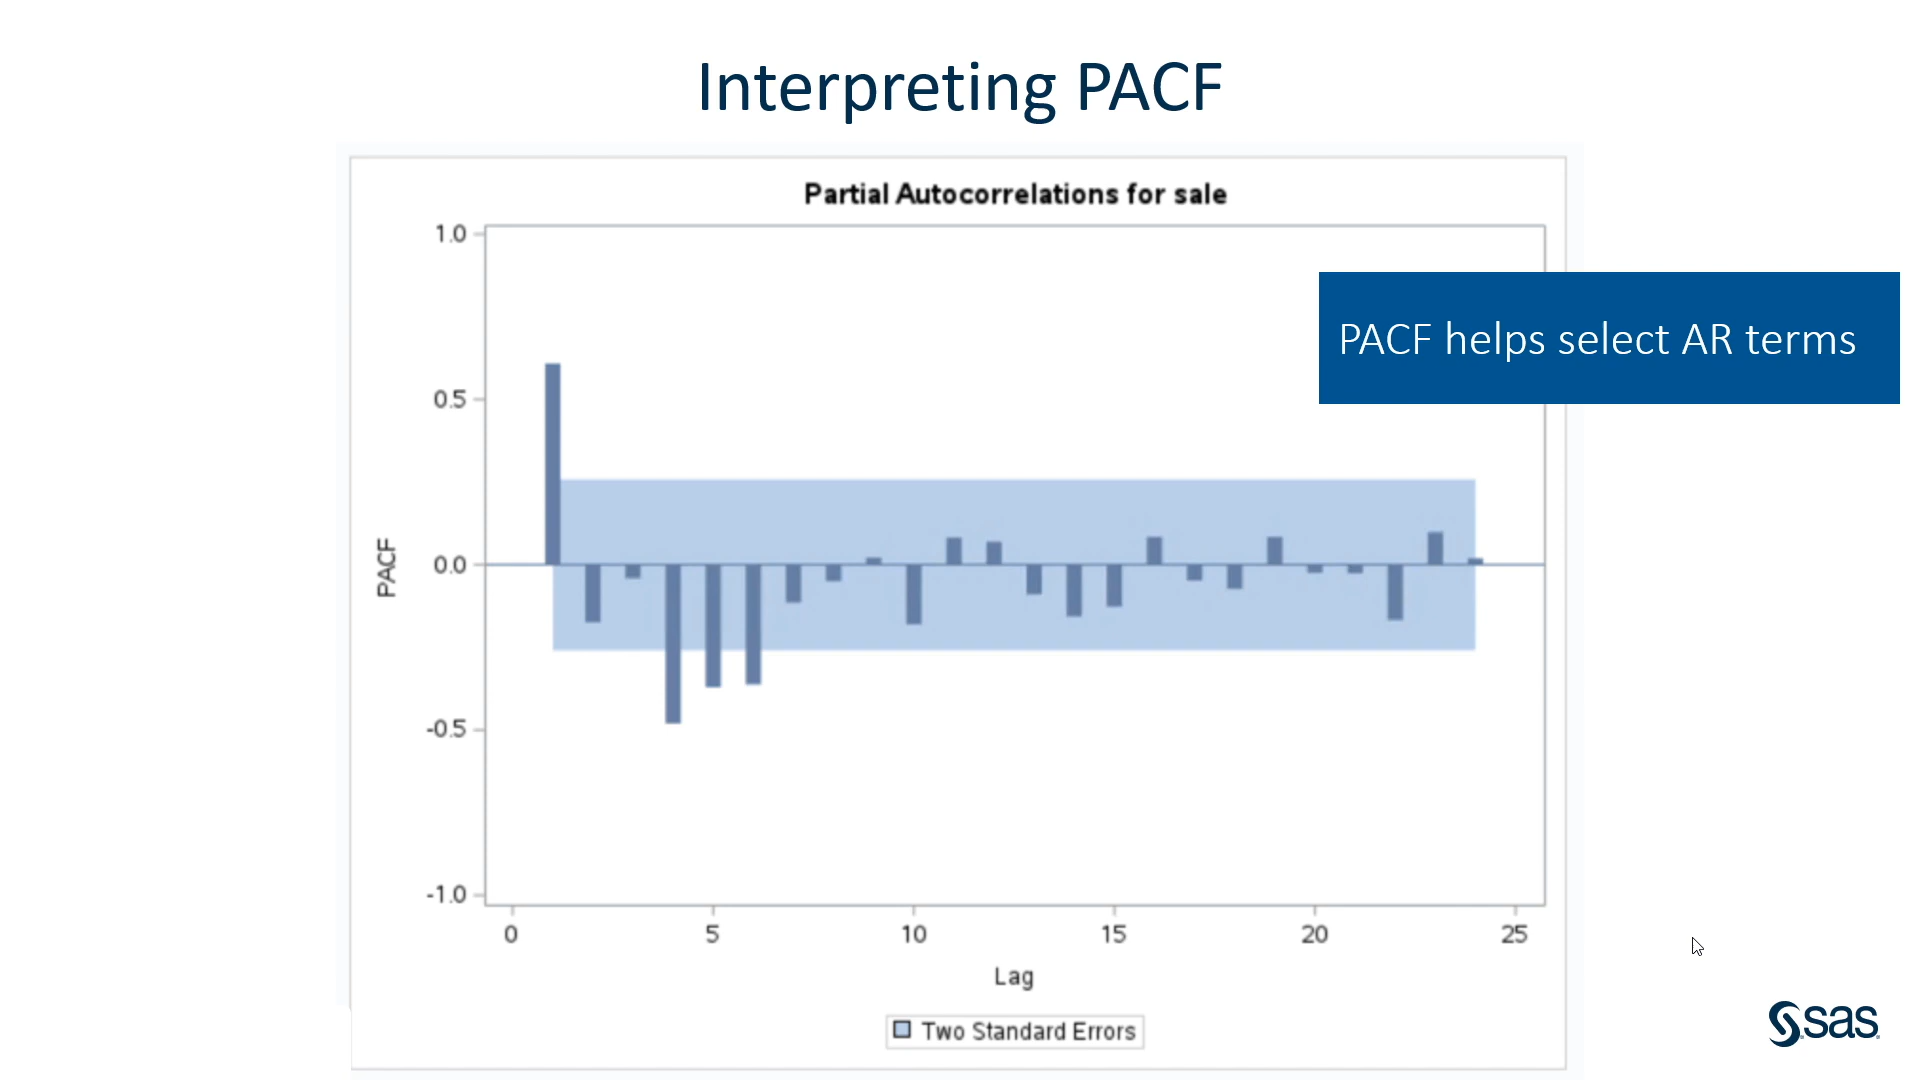 Interpreting PACF
Partial Autocorrelations for sale
PACF helps select AR terms
1.0
0.5
0.0
-0.5
-1.0
PACF
0 5 10 15 20 25
Lag
Two Standard Errors
sas